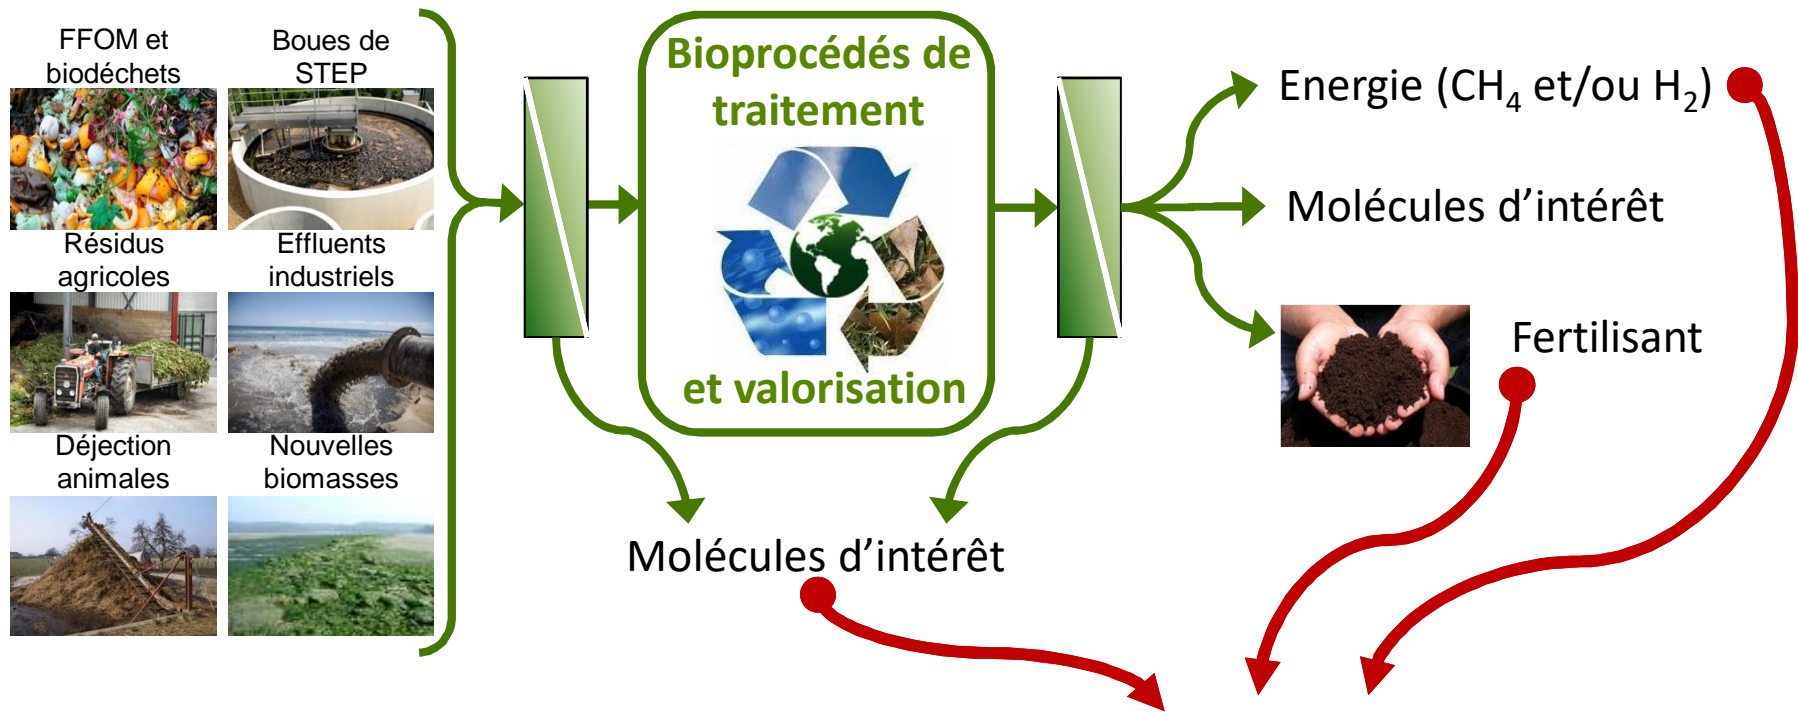 FFOM et
biodéchets
Boues de
STEP
Résidus
agricoles
Effluents
industriels
Déjection
animales
Nouvelles
biomasses
Bioprocédés de
traitement
et valorisation
Molécules d’intérêt
Energie (CH₄ et/ou H₂)
Molécules d’intérêt
Fertilisant